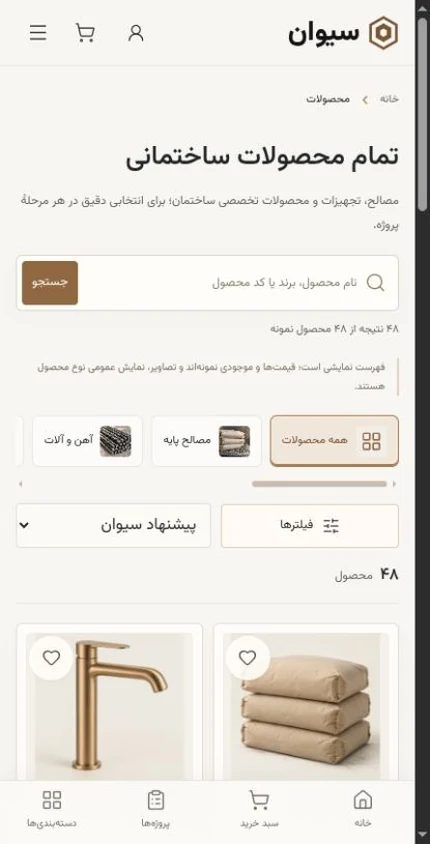 سیوان
خانه
محصولات
تمام محصولات ساختمانی
مصالح، تجهیزات و محصولات تخصصی ساختمان؛ برای انتخابی دقیق در هر مرحلهٔ
پروژه.
نام محصول، برند یا کد محصول
جستجو
۴۸ نتیجه از ۴۸ محصول نمونه
فهرست نمایشی است؛ قیمت‌ها و موجودی نمونه‌اند و تصاویر، نمایش عمومی نوع محصول
هستند.
همه محصولات
مصالح پایه
آهن و آلات
فیلترها
پیشنهاد سیوان
۴۸ محصول
خانه
سبد خرید
پروژه‌ها
دسته‌بندی‌ها